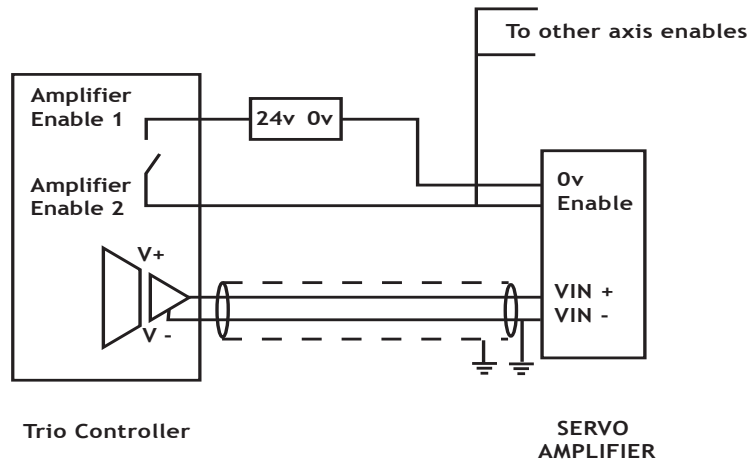 To other axis enables
Amplifier
Enable 1
24v 0v
Amplifier
Enable 2
0v
Enable
V+
V -
VIN +
VIN -
Trio Controller
SERVO
AMPLIFIER